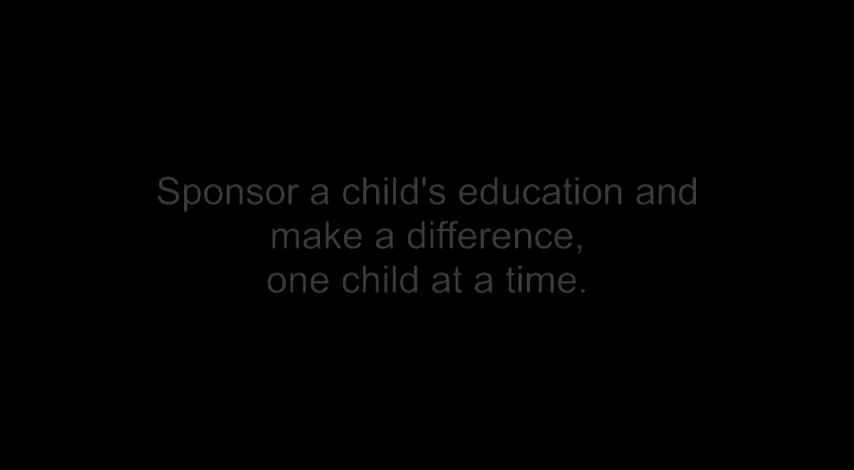 Sponsor a child's education and
make a difference,
one child at a time.